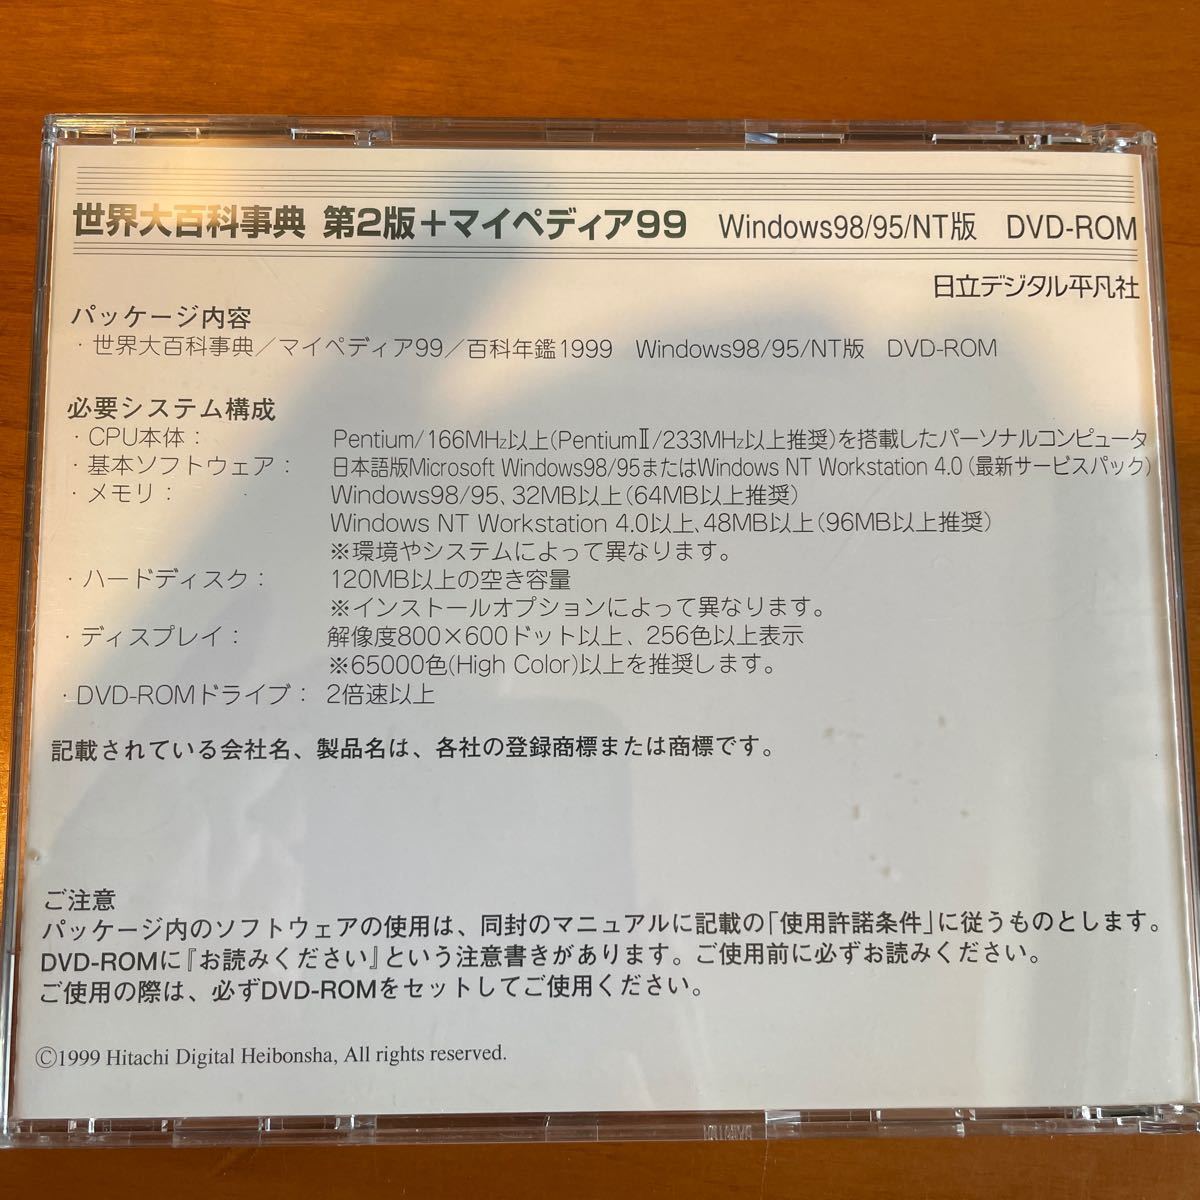 世界大百科事典 第2版+マイペディア99 Windows98/95/NT版 DVD-ROM
日立デジタル平凡社
パッケージ内容
・世界大百科事典／マイペディア99／百科年鑑1999 Windows98/95/NT版 DVD-ROM
必要システム構成
・CPU本体： Pentium/166MHz以上(PentiumⅡ/233MHz以上推奨)を搭載したパーソナルコンピュータ
・基本ソフトウェア： 日本語版Microsoft Windows98/95またはWindows NT Workstation 4.0(最新サービスパック)
・メモリ： Windows98/95、32MB以上(64MB以上推奨)
Windows NT Workstation 4.0以上、48MB以上(96MB以上推奨)
※環境やシステムによって異なります。
・ハードディスク： 120MB以上の空き容量
※インストールオプションによって異なります。
・ディスプレイ： 解像度800×600ドット以上、256色以上表示
※65000色(High Color)以上を推奨します。
・DVD-ROMドライブ： 2倍速以上
記載されている会社名、製品名は、各社の登録商標または商標です。
ご注意
パッケージ内のソフトウェアの使用は、同封のマニュアルに記載の「使用許諾条件」に従うものとします。
DVD-ROMに『お読みください』という注意書きがあります。ご使用前に必ずお読みください。
ご使用の際は、必ずDVD-ROMをセットしてご使用ください。
©1999 Hitachi Digital Heibonsha, All rights reserved.